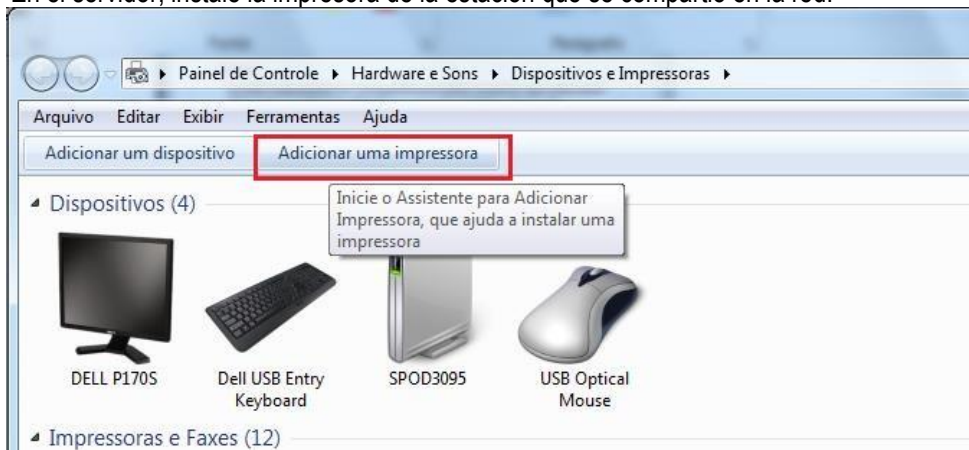 En el servidor, instale la impresora de la estación que se compartió en la red.
Painel de Controle ▸ Hardware e Sons ▸ Dispositivos e Impressoras ▸
Arquivo Editar Exibir Ferramentas Ajuda
Adicionar um dispositivo Adicionar uma impressora
Inicie o Assistente para Adicionar
Impressora, que ajuda a instalar uma
impressora
Dispositivos (4)
DELL P170S
Dell USB Entry
Keyboard
SPOD3095
USB Optical
Mouse
Impressoras e Faxes (12)